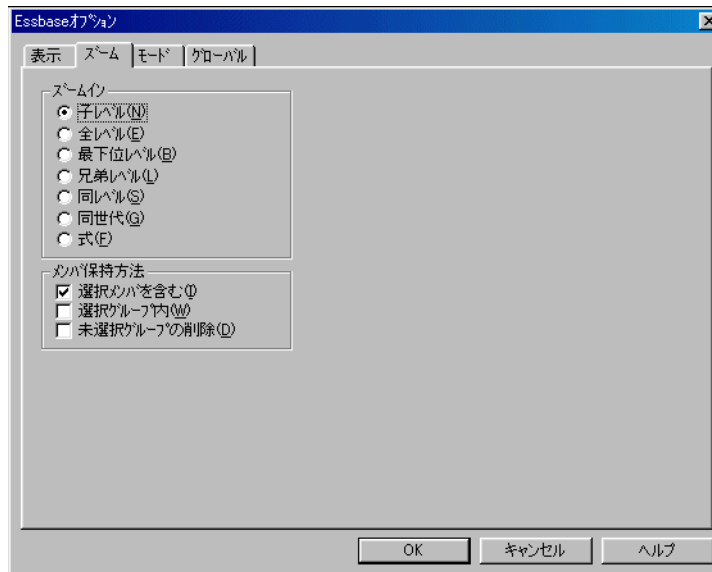 Essbaseｵﾌﾟｼｮﾝ
表示 ｽﾞｰﾑ ﾓｰﾄﾞ ｸﾞﾛｰﾊﾞﾙ
ｽﾞｰﾑｲﾝ
子ﾚﾍﾞﾙ(N)
全ﾚﾍﾞﾙ(E)
最下位ﾚﾍﾞﾙ(B)
兄弟ﾚﾍﾞﾙ(L)
同ﾚﾍﾞﾙ(S)
同世代(G)
式(F)
ﾒﾝﾊﾞ保持方法
選択ﾒﾝﾊﾞを含む(I)
選択ｸﾞﾙｰﾌﾟ内(W)
未選択ｸﾞﾙｰﾌﾟの削除(D)
OK キャンセル ヘルプ